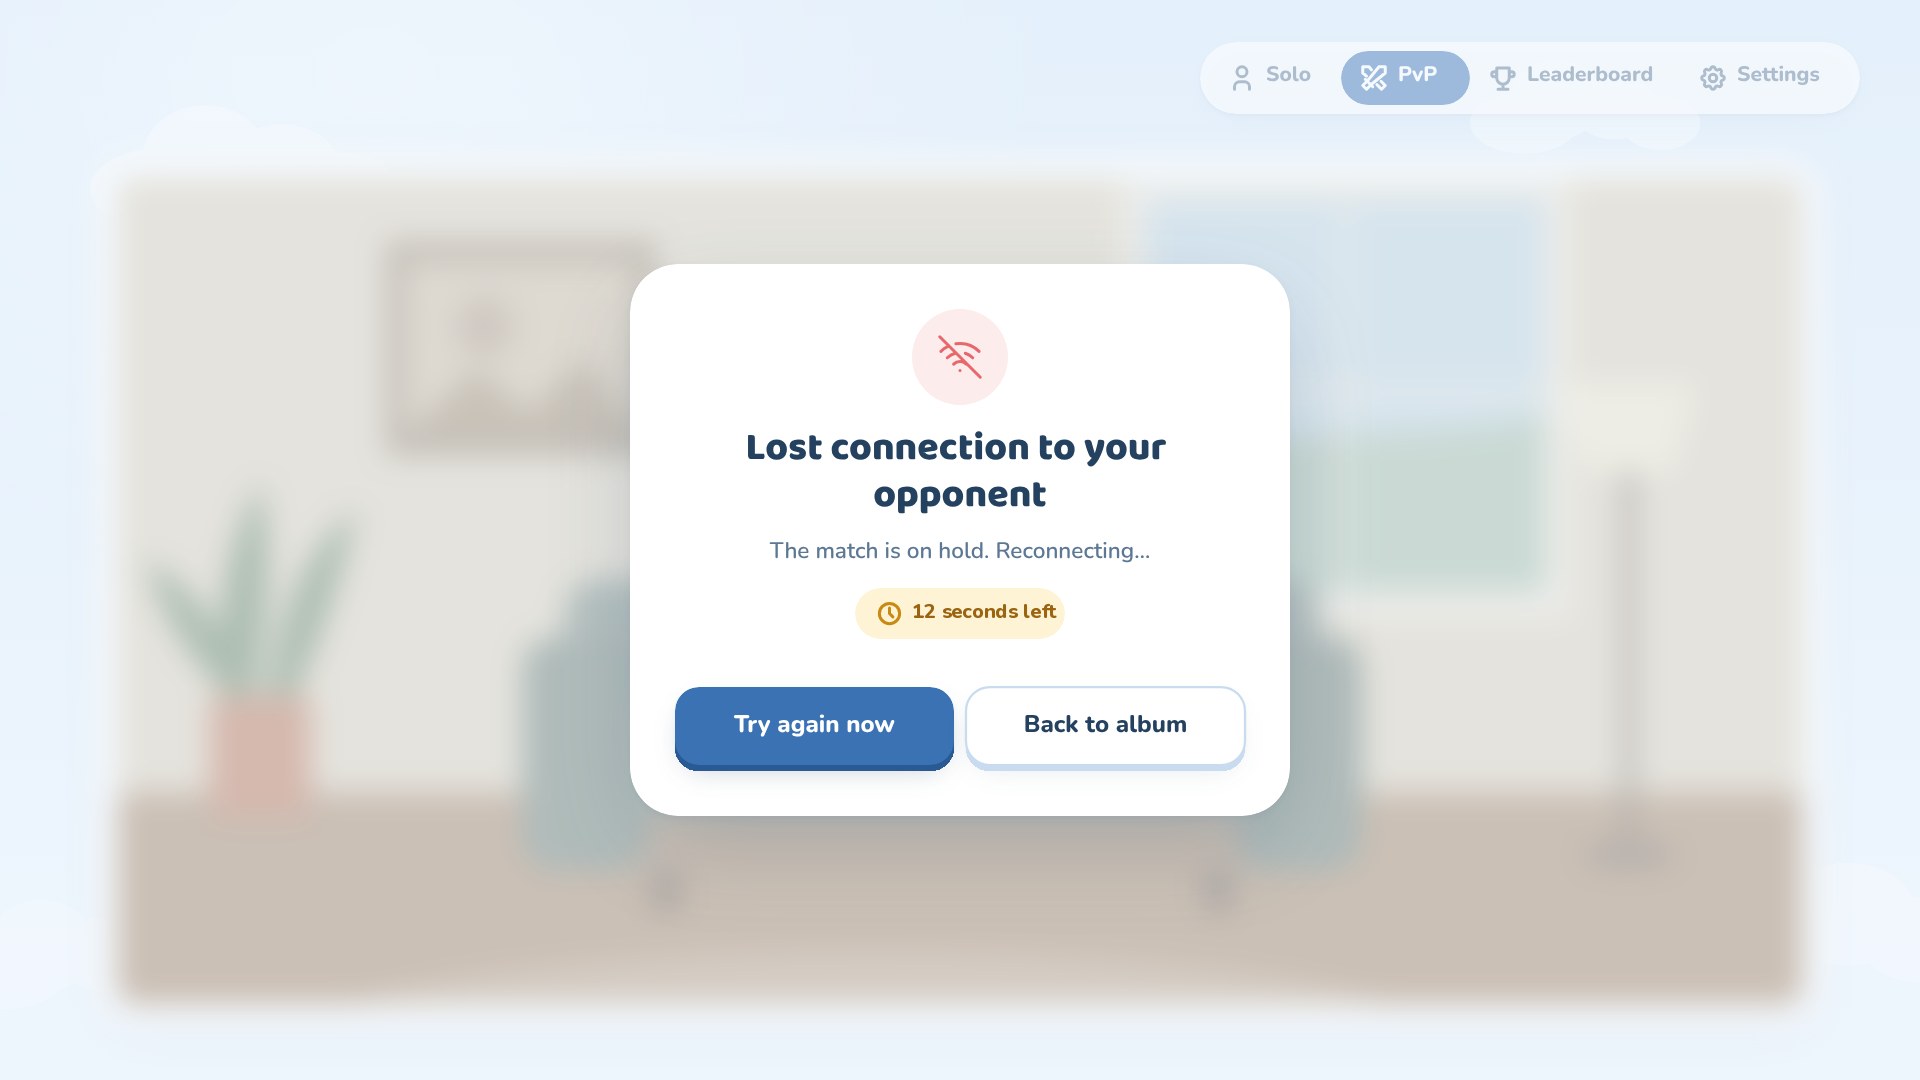 Solo
PvP
Leaderboard
Settings
Lost connection to your
opponent
The match is on hold. Reconnecting...
12 seconds left
Try again now
Back to album